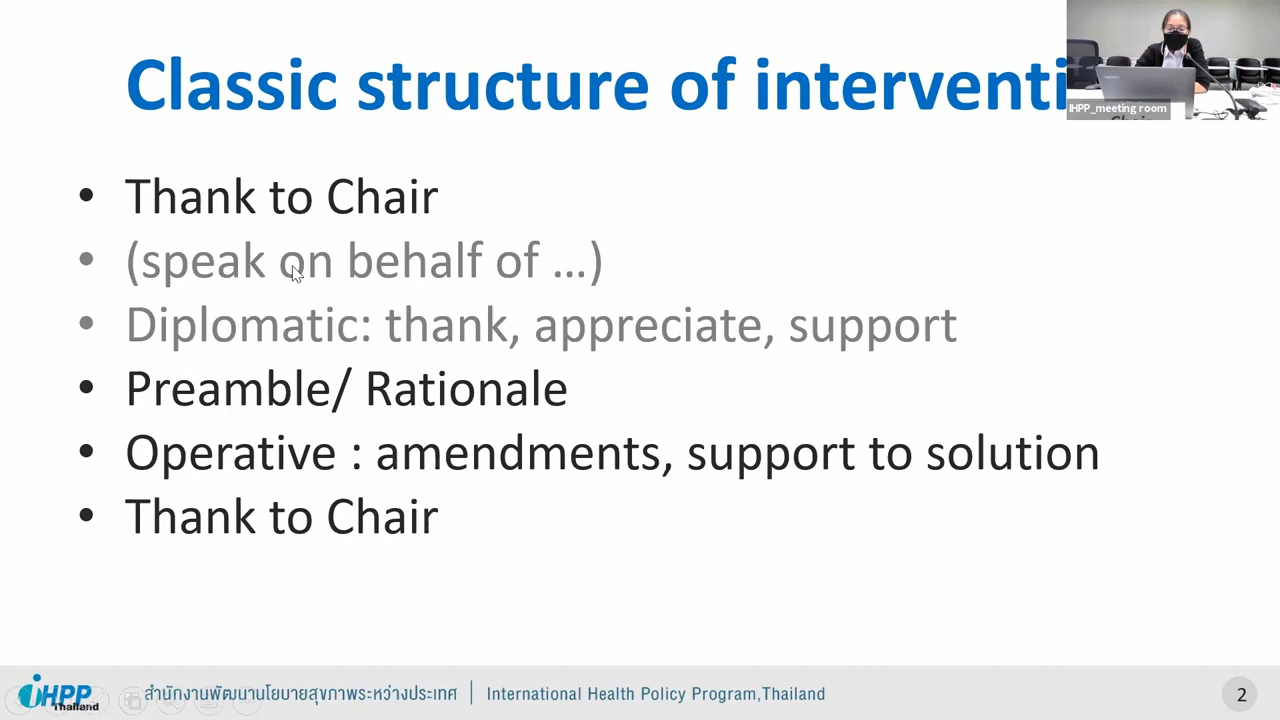 Classic structure of interventi
IHPP_meeting room
Chair
• Thank to Chair
• (speak on behalf of …)
• Diplomatic: thank, appreciate, support
• Preamble/ Rationale
• Operative : amendments, support to solution
• Thank to Chair
iHPP
Thailand
สำนักงานพัฒนานโยบายสุขภาพระหว่างประเทศ | International Health Policy Program,Thailand
2